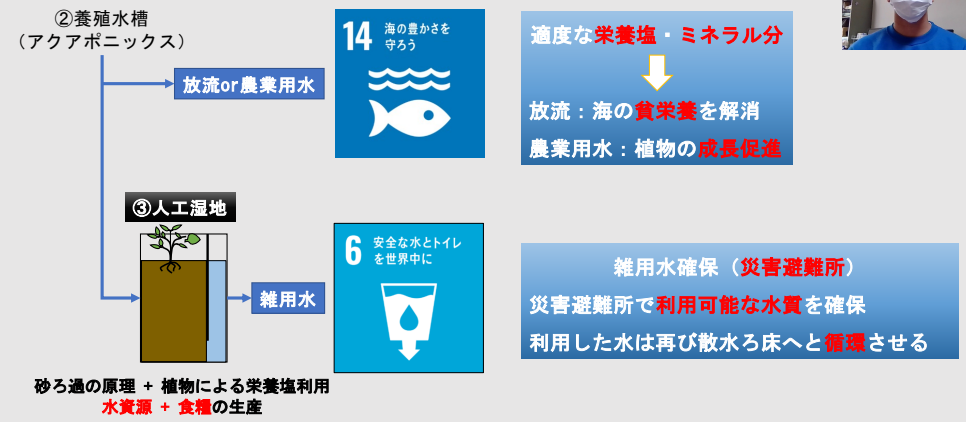 ②養殖水槽
（アクアポニックス）
放流or農業用水
14 海の豊かさを
守ろう
適度な栄養塩・ミネラル分
放流：海の貧栄養を解消
農業用水：植物の成長促進
③人工湿地
雑用水
6 安全な水とトイレ
を世界中に
雑用水確保（災害避難所）
災害避難所で利用可能な水質を確保
利用した水は再び散水ろ床へと循環させる
砂ろ過の原理 + 植物による栄養塩利用
水資源 + 食糧の生産